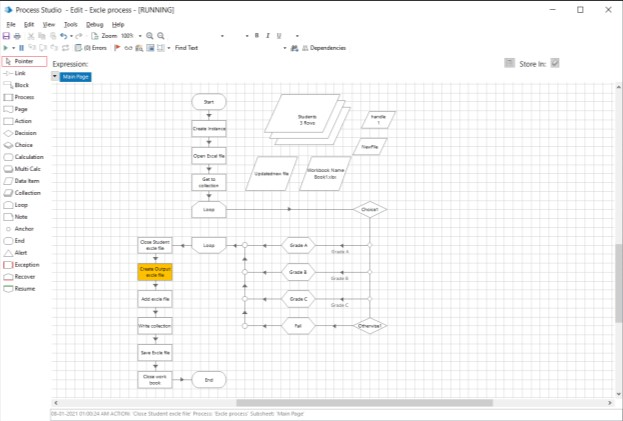 Process Studio - Edit - Excle process - [RUNNING]
File Edit View Tools Debug Help
Zoom 100%
(0) Errors Find Text Dependencies
Pointer
Link
Block
Process
Page
Action
Decision
Choice
Calculation
Multi Calc
Data Item
Collection
Loop
Note
Anchor
End
Alert
Exception
Recover
Resume
Expression:
Store In:
Main Page
Start
Create Instance
Open Excel file
Get to
collection
Loop
Students
3 Rows
handle
1
NewFile
Updatednew file
Workbook Name
Book1.xlsx
Choice1
Close Student
excle file
Loop
Grade A
Grade A
Create Output
excle file
Grade B
Grade B
Add excle file
Grade C
Grade C
Write collection
Fail
Otherwise1
Save Excle file
Close work
book
End
06-01-2021 01:00:24 AM ACTION: 'Close Student excle file' Process: 'Excle process' Subsheet: 'Main Page'